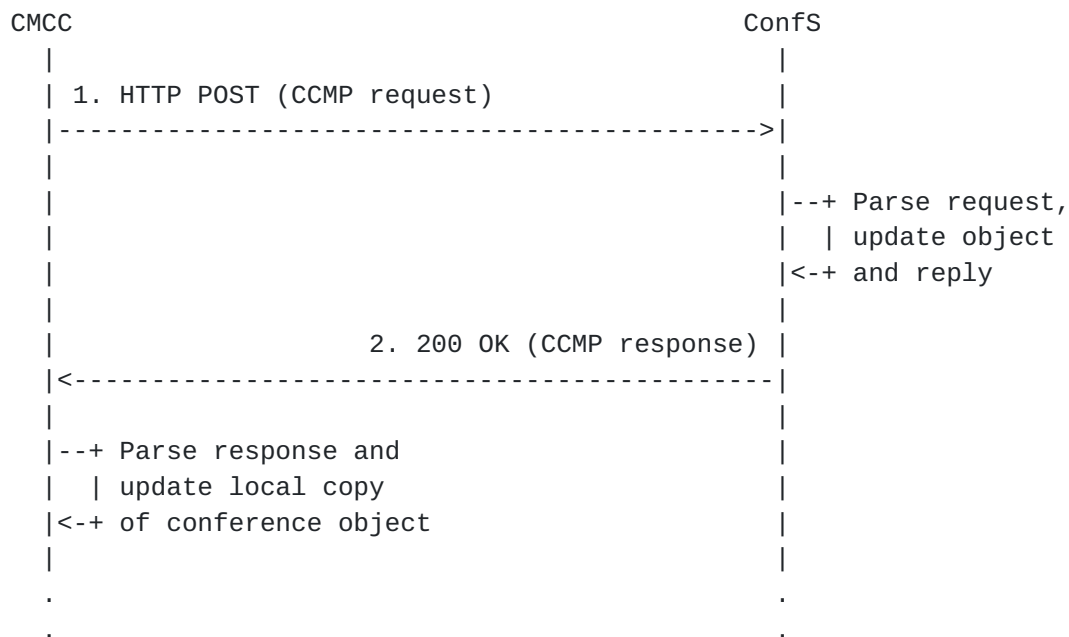 CMCC ConfS
1. HTTP POST (CCMP request)
--+ Parse request,
| update object
<-+ and reply
2. 200 OK (CCMP response)
--+ Parse response and
| update local copy
<-+ of conference object